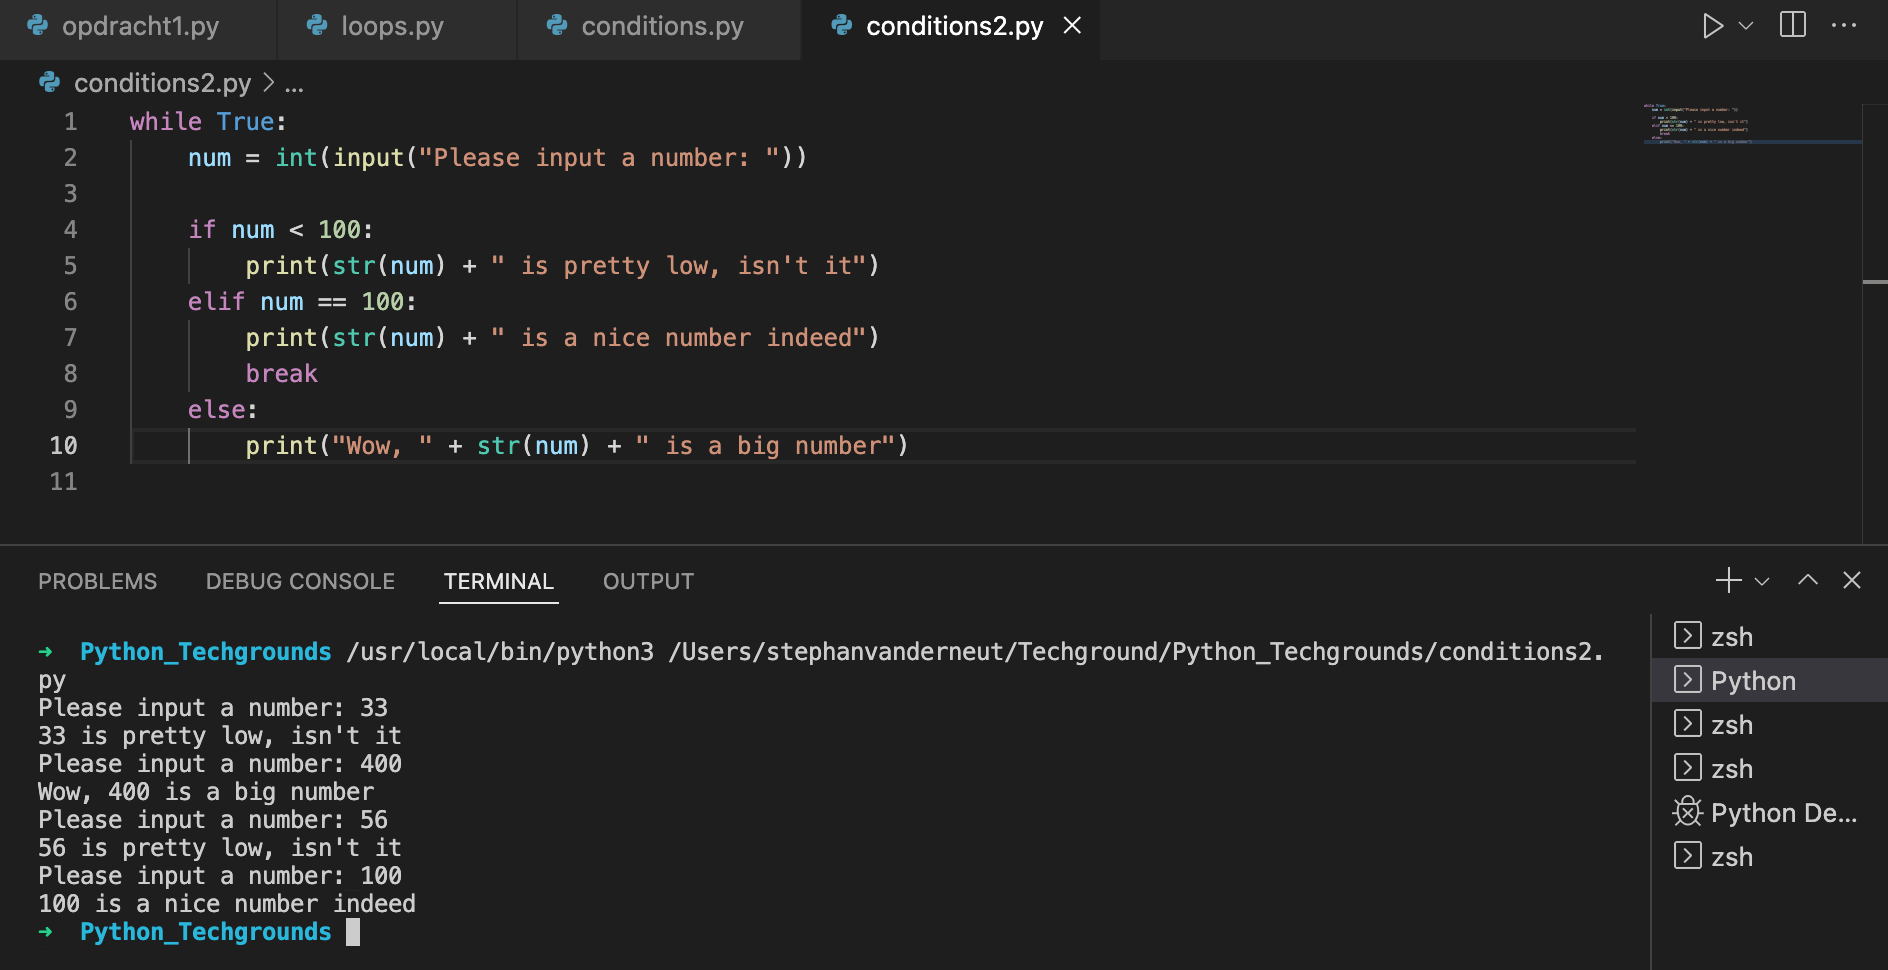 opdracht1.py loops.py conditions.py conditions2.py
conditions2.py > ...
1 while True:
2 num = int(input("Please input a number: "))
3
4 if num < 100:
5 print(str(num) + " is pretty low, isn't it")
6 elif num == 100:
7 print(str(num) + " is a nice number indeed")
8 break
9 else:
10 print("Wow, " + str(num) + " is a big number")
11
PROBLEMS DEBUG CONSOLE TERMINAL OUTPUT
→ Python_Techgrounds /usr/local/bin/python3 /Users/stephanvanderneut/Techground/Python_Techgrounds/conditions2.
py
Please input a number: 33
33 is pretty low, isn't it
Please input a number: 400
Wow, 400 is a big number
Please input a number: 56
56 is pretty low, isn't it
Please input a number: 100
100 is a nice number indeed
→ Python_Techgrounds
zsh
Python
zsh
zsh
Python De...
zsh